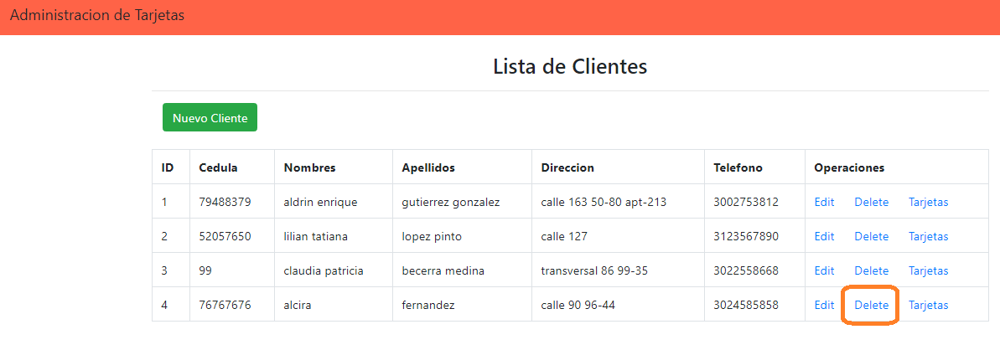 Administracion de Tarjetas
Lista de Clientes
Nuevo Cliente
ID Cedula Nombres Apellidos Direccion Telefono Operaciones
1 79488379 aldrin enrique gutierrez gonzalez calle 163 50-80 apt-213 3002753812 Edit Delete Tarjetas
2 52057650 lilian tatiana lopez pinto calle 127 3123567890 Edit Delete Tarjetas
3 99 claudia patricia becerra medina transversal 86 99-35 3022558668 Edit Delete Tarjetas
4 76767676 alcira fernandez calle 90 96-44 3024585858 Edit Delete Tarjetas